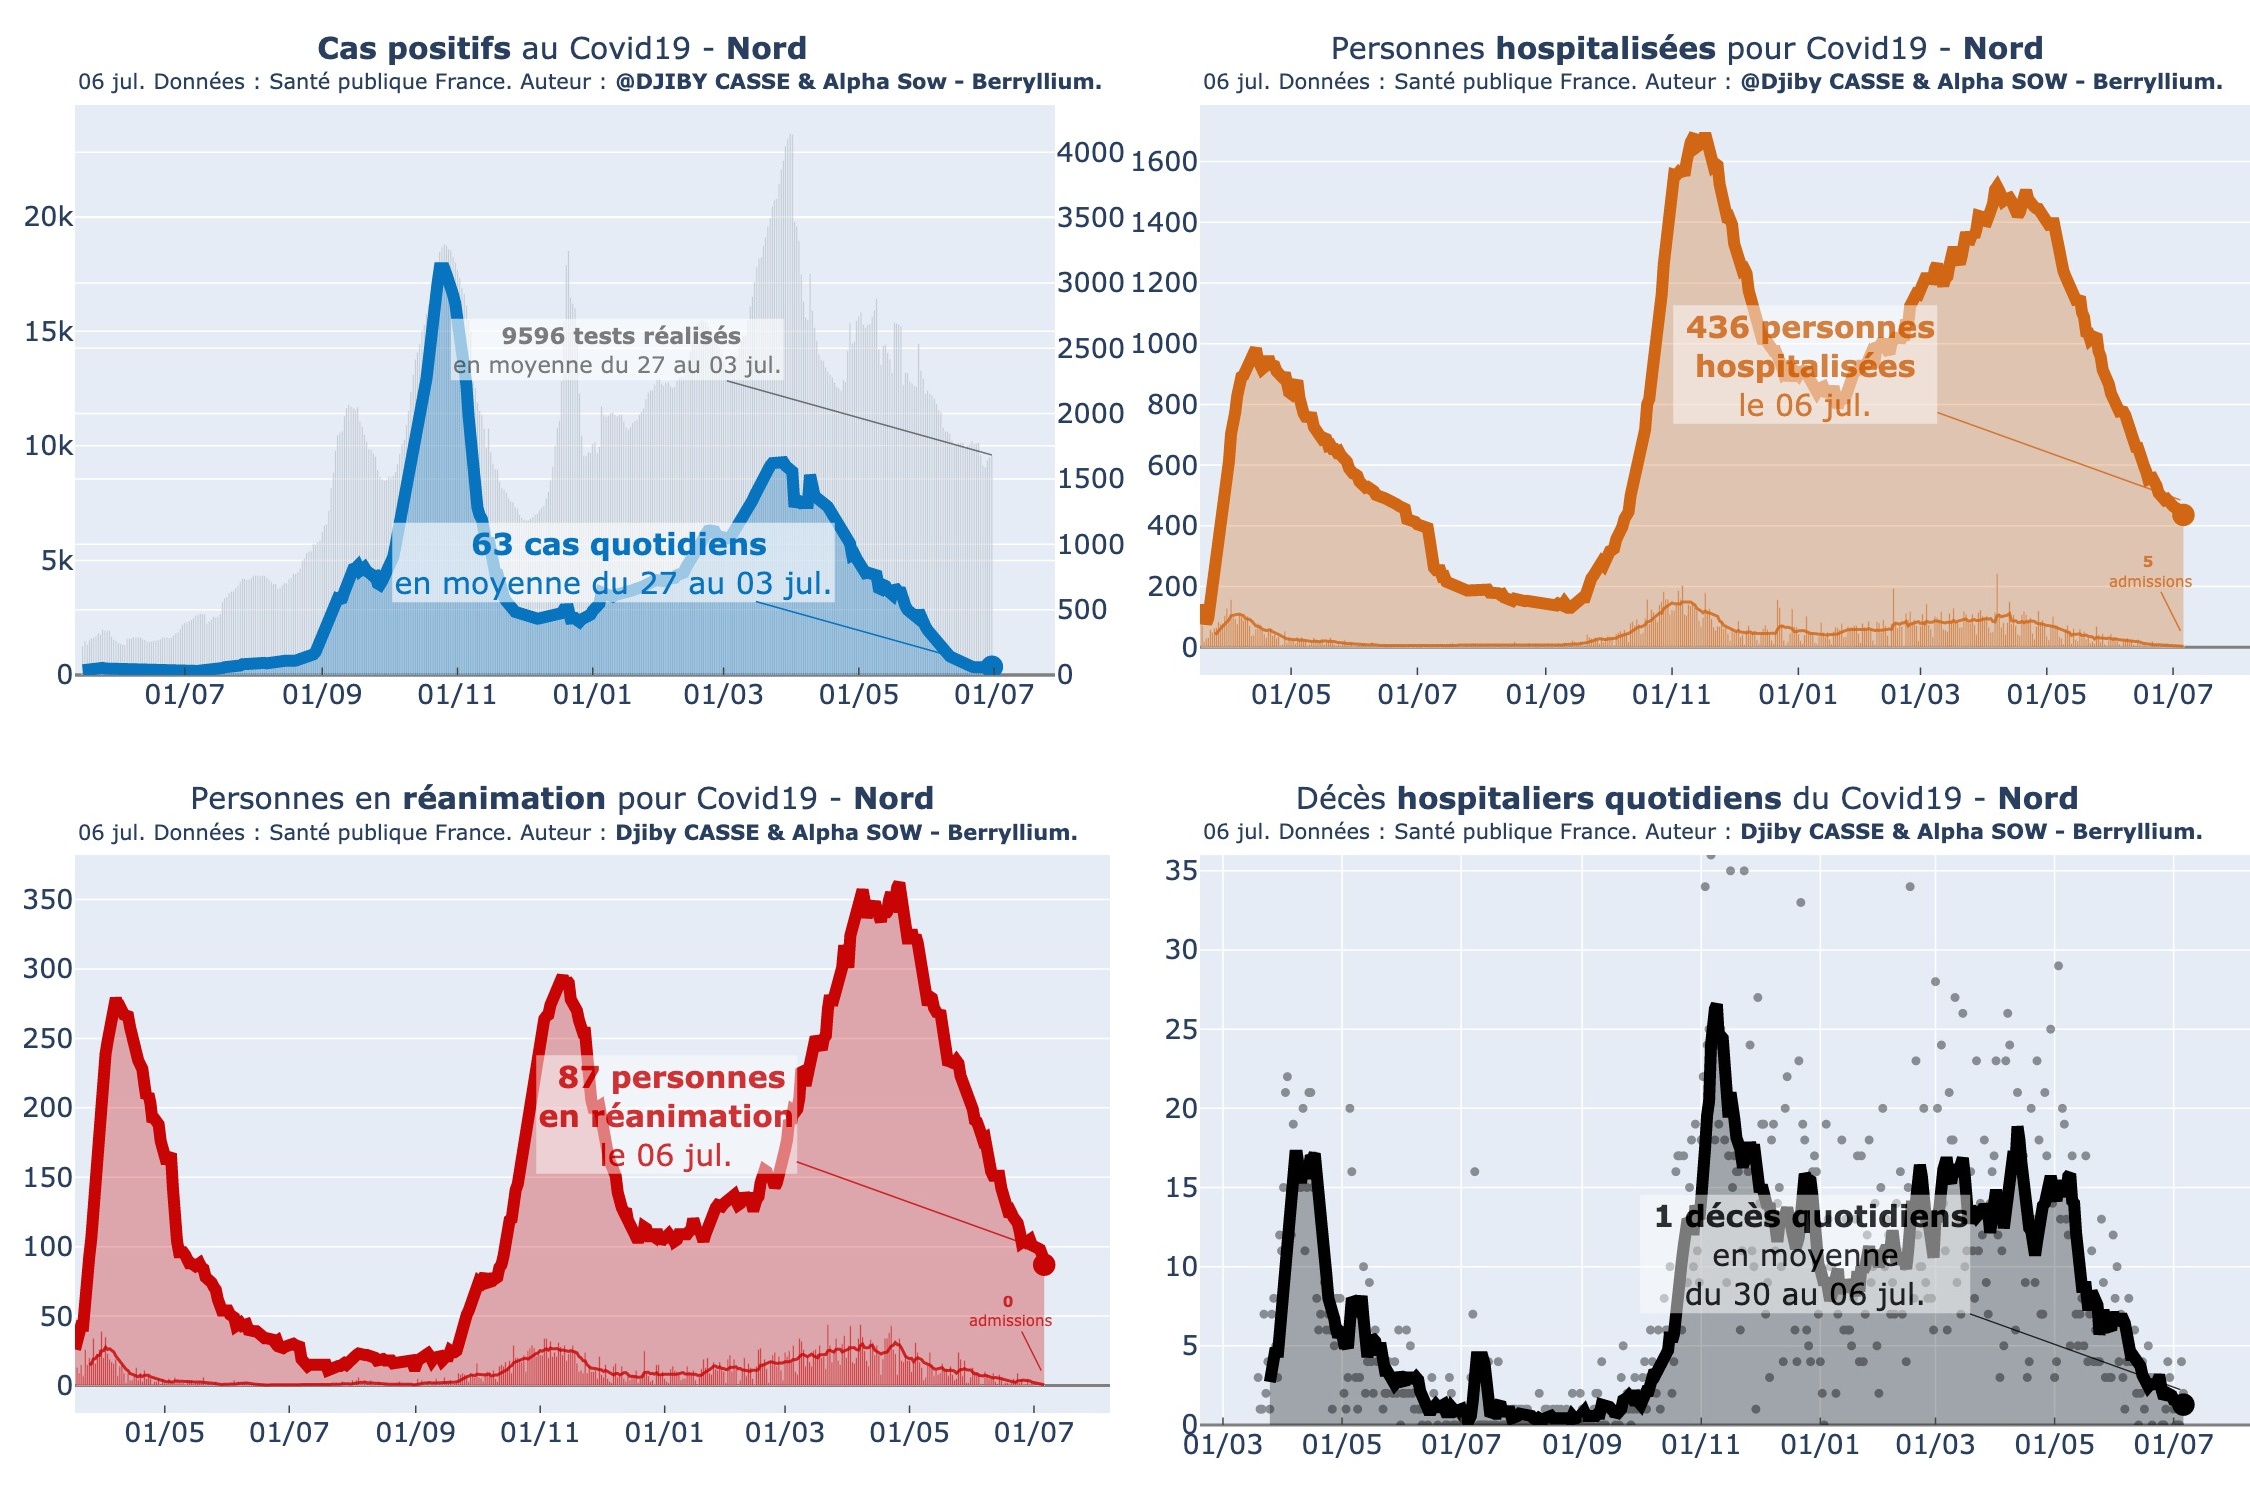 Cas positifs au Covid19 - Nord
06 jul. Données : Santé publique France. Auteur : @DJIBY CASSE & Alpha Sow - Berryllium.
20k
15k
10k
5k
0
4000
3500
3000
2500
2000
1500
1000
500
0
9596 tests réalisés
en moyenne du 27 au 03 jul.
63 cas quotidiens
en moyenne du 27 au 03 jul.
01/07 01/09 01/11 01/01 01/03 01/05 01/07
Personnes hospitalisées pour Covid19 - Nord
06 jul. Données : Santé publique France. Auteur : @Djiby CASSE & Alpha SOW - Berryllium.
1600
1400
1200
1000
800
600
400
200
0
436 personnes
hospitalisées
le 06 jul.
5
admissions
01/05 01/07 01/09 01/11 01/01 01/03 01/05 01/07
Personnes en réanimation pour Covid19 - Nord
06 jul. Données : Santé publique France. Auteur : Djiby CASSE & Alpha SOW - Berryllium.
350
300
250
200
150
100
50
0
87 personnes
en réanimation
le 06 jul.
0
admissions
01/05 01/07 01/09 01/11 01/01 01/03 01/05 01/07
Décès hospitaliers quotidiens du Covid19 - Nord
06 jul. Données : Santé publique France. Auteur : Djiby CASSE & Alpha SOW - Berryllium.
35
30
25
20
15
10
5
0
1 décès quotidiens
en moyenne
du 30 au 06 jul.
01/03 01/05 01/07 01/09 01/11 01/01 01/03 01/05 01/07